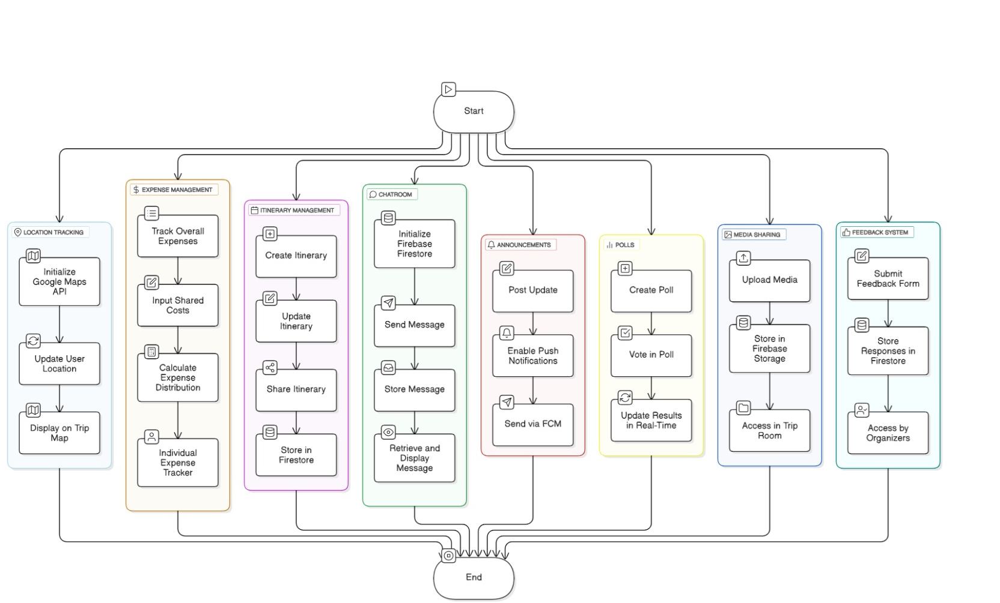 Start
LOCATION TRACKING
Initialize
Google Maps
API
Update User
Location
Display on Trip
Map
EXPENSE MANAGEMENT
Track Overall
Expenses
Input Shared
Costs
Calculate
Expense
Distribution
Individual
Expense
Tracker
ITINERARY MANAGEMENT
Create Itinerary
Update
Itinerary
Share Itinerary
Store in
Firestore
CHATROOM
Initialize
Firebase
Firestore
Send Message
Store Message
Retrieve and
Display
Message
ANNOUNCEMENTS
Post Update
Enable Push
Notifications
Send via FCM
POLLS
Create Poll
Vote in Poll
Update Results
in Real-Time
MEDIA SHARING
Upload Media
Store in
Firebase
Storage
Access in Trip
Room
FEEDBACK SYSTEM
Submit
Feedback Form
Store
Responses in
Firestore
Access by
Organizers
End